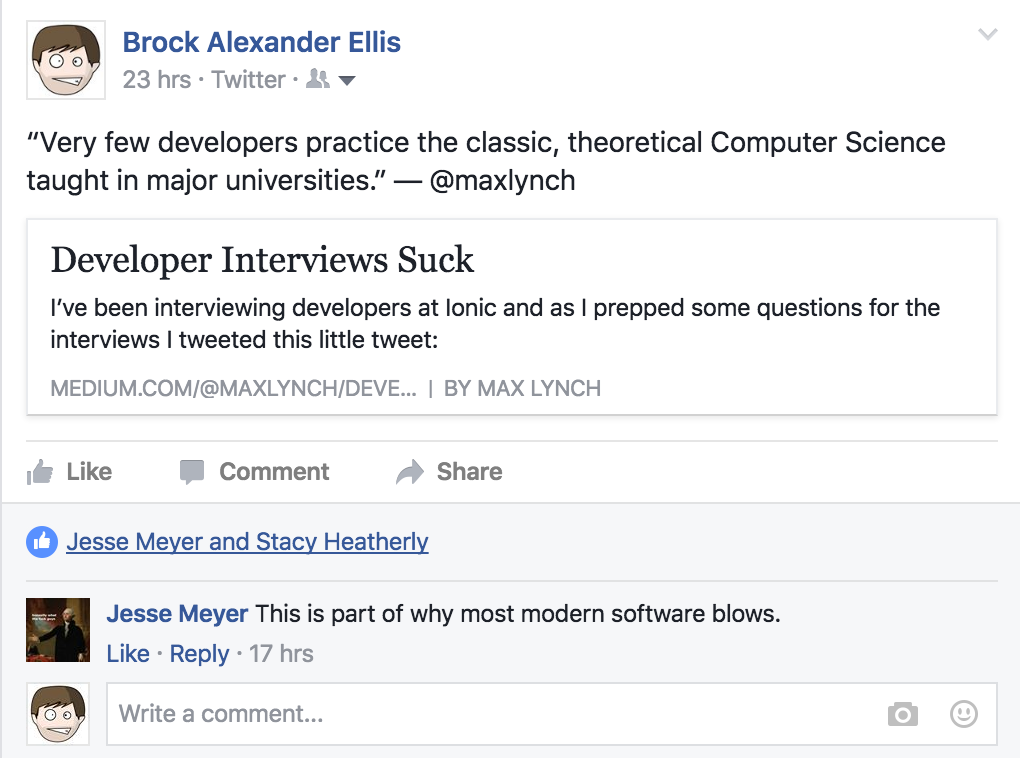 Brock Alexander Ellis
23 hrs · Twitter ·
“Very few developers practice the classic, theoretical Computer Science
taught in major universities.” — @maxlynch
Developer Interviews Suck
I’ve been interviewing developers at Ionic and as I prepped some questions for the
interviews I tweeted this little tweet:
MEDIUM.COM/@MAXLYNCH/DEVE... | BY MAX LYNCH
Like Comment Share
Jesse Meyer and Stacy Heatherly
Jesse Meyer This is part of why most modern software blows.
Like · Reply · 17 hrs
Write a comment...